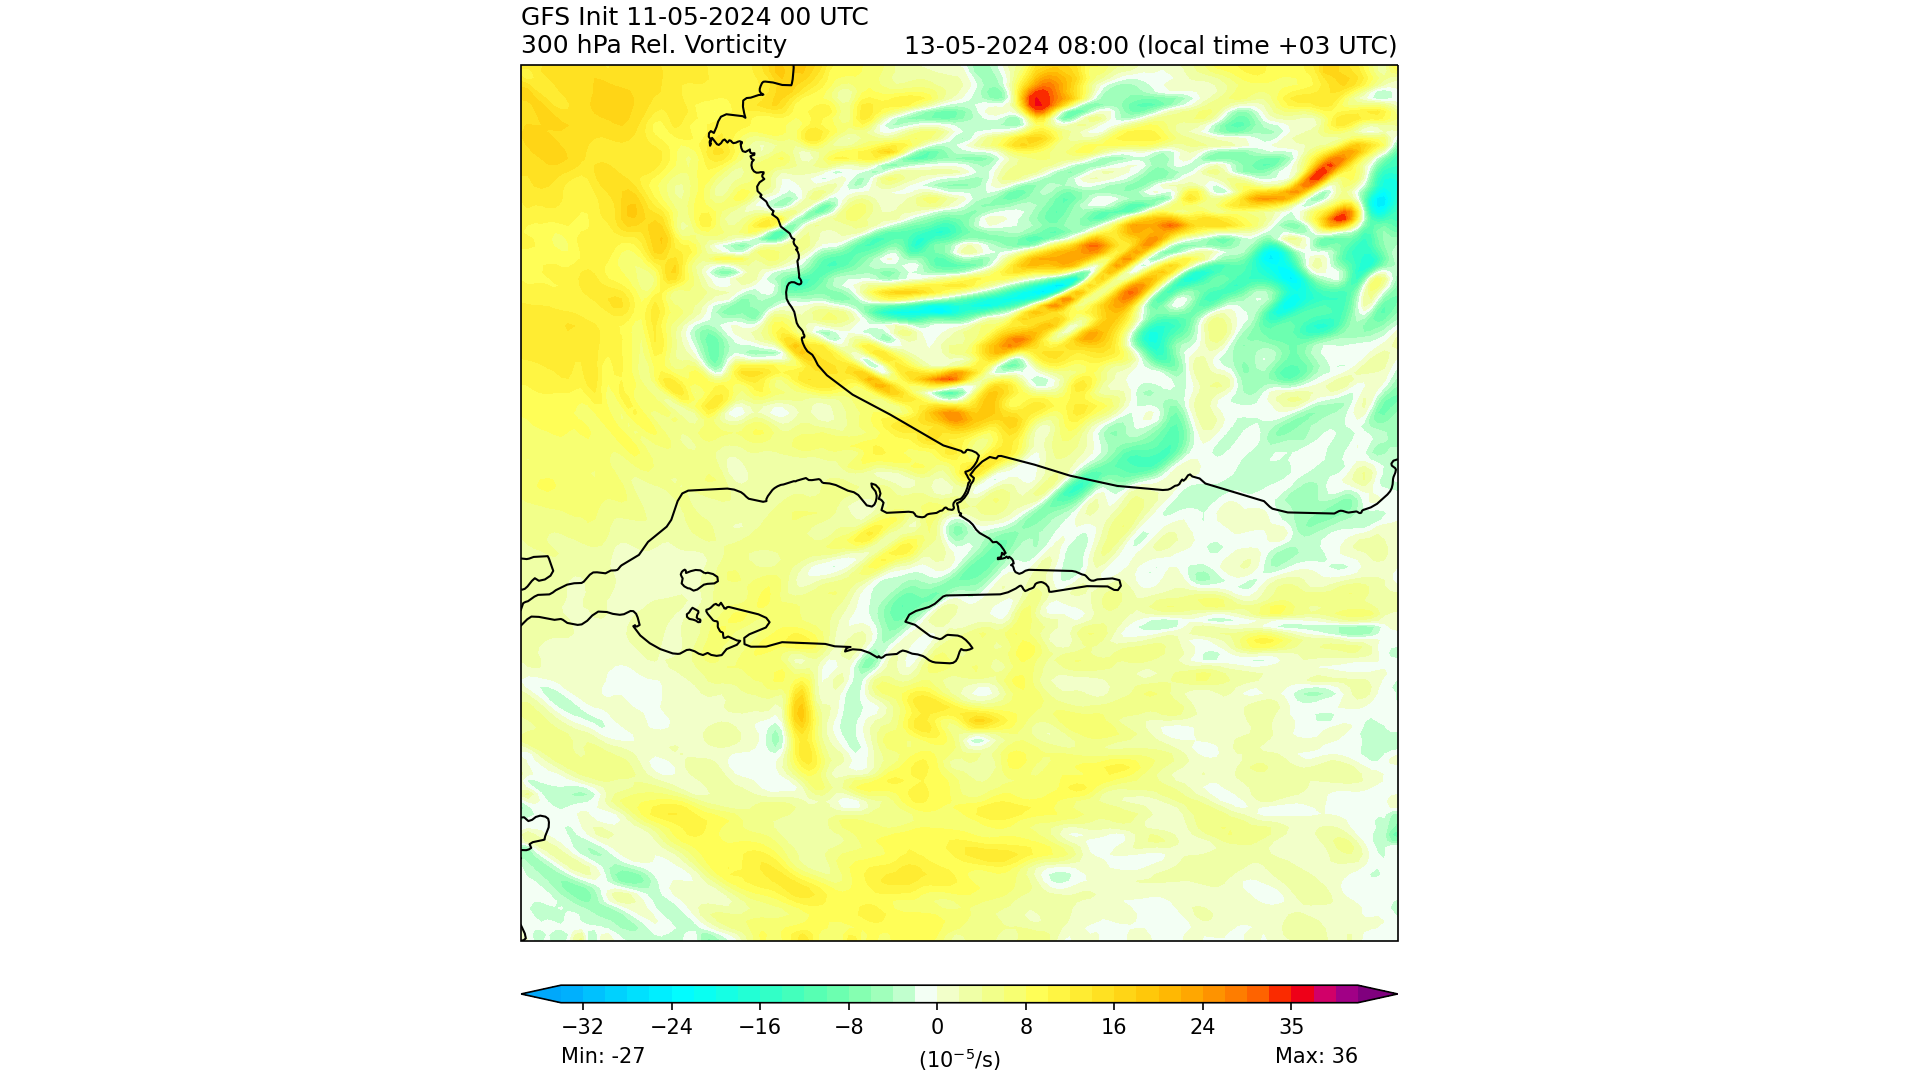 GFS Init 11-05-2024 00 UTC
300 hPa Rel. Vorticity
13-05-2024 08:00 (local time +03 UTC)
−32 −24 −16 −8 0 8 16 24 35
Min: -27
(10⁻⁵/s)
Max: 36